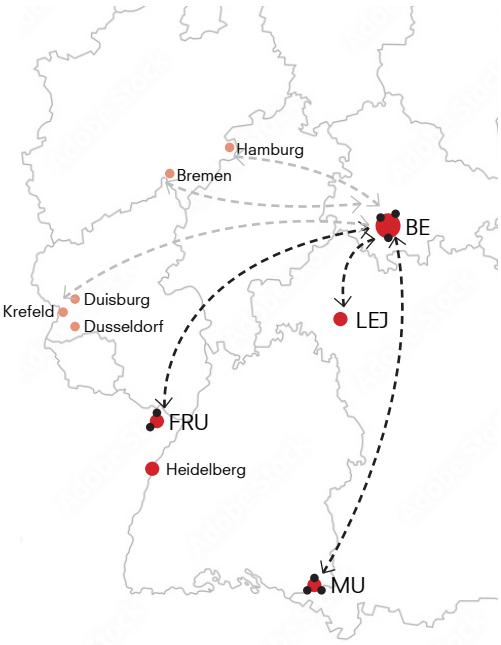 Hamburg
Bremen
BE
Duisburg
Krefeld
Dusseldorf
LEJ
FRU
Heidelberg
MU